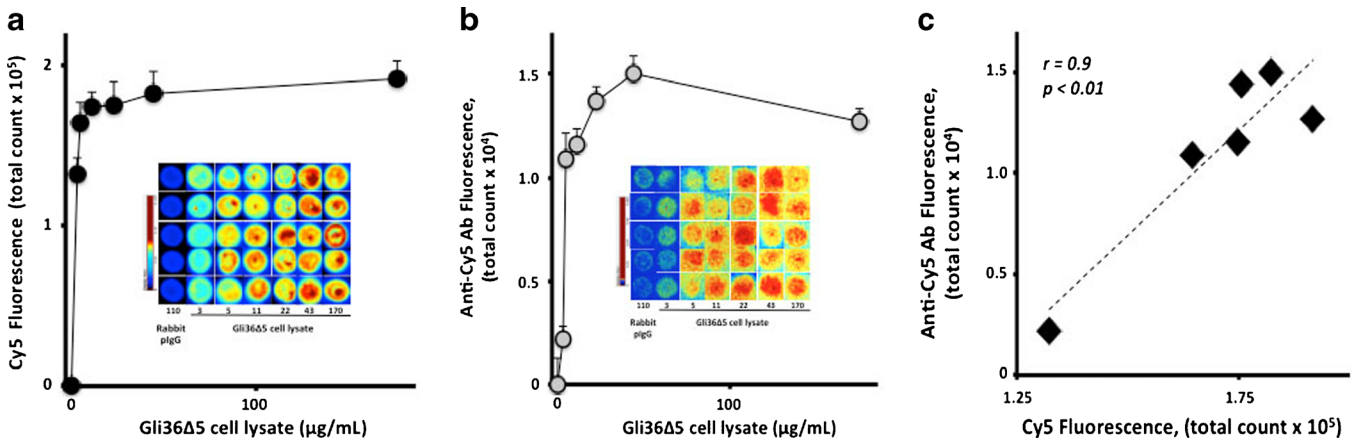 a
Cy5 Fluorescence (total count x 10⁵)
2
1
0
0
100
Gli36Δ5 cell lysate (µg/mL)
110
3
5
11
22
43
170
Rabbit
pIgG
Gli36Δ5 cell lysate
b
Anti-Cy5 Ab Fluorescence,
(total count x 10⁴)
1.5
1.0
0.5
0
0
100
Gli36Δ5 cell lysate (µg/mL)
110
3
5
11
22
43
170
Rabbit
pIgG
Gli36Δ5 cell lysate
c
Anti-Cy5 Ab Fluorescence,
(total count x 10⁴)
r = 0.9
p < 0.01
1.5
1.0
0.5
0
1.25
1.75
Cy5 Fluorescence, (total count x 10⁵)